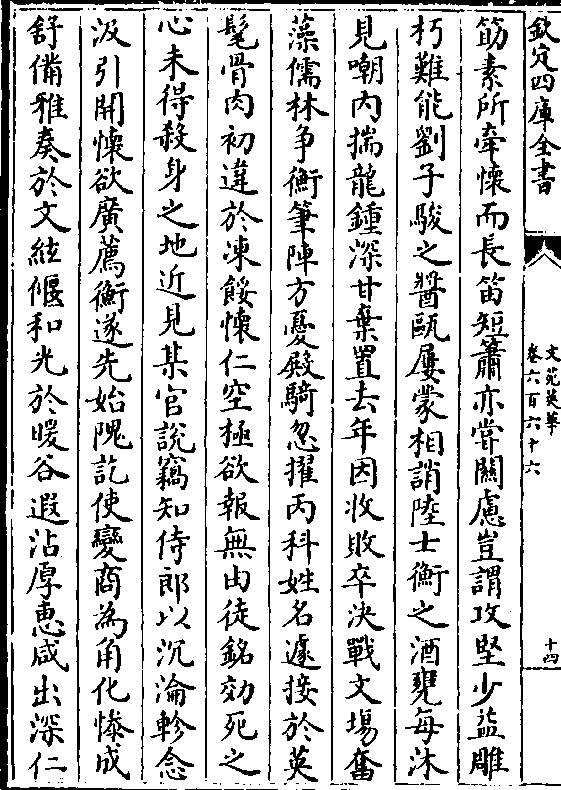 欽定四庫全書
文苑英華
卷六百六十六
十四
筋素所牽懷而長笛短簫亦嘗關慮豈謂攻堅少益雕
朽難能劉子駿之醬瓿屢蒙相誚陸士衡之酒甕每沐
見嘲內揣龍鍾深甘棄置去年因收敗卒決戰文場奮
藻儒林争衡筆陣方憂殿騎忽擢丙科姓名遽接於英
髦骨肉初違於凍餒懷仁空極欲報無由徒銘効死之
心未得殺身之地近見某官說竊知侍郎以沉淪軫念
汲引開懷欲廣薦衡遂先始隗訖使變商為角化慘成
舒備雅奏於文絃偃和光於暖谷遐沾厚惠咸出深仁